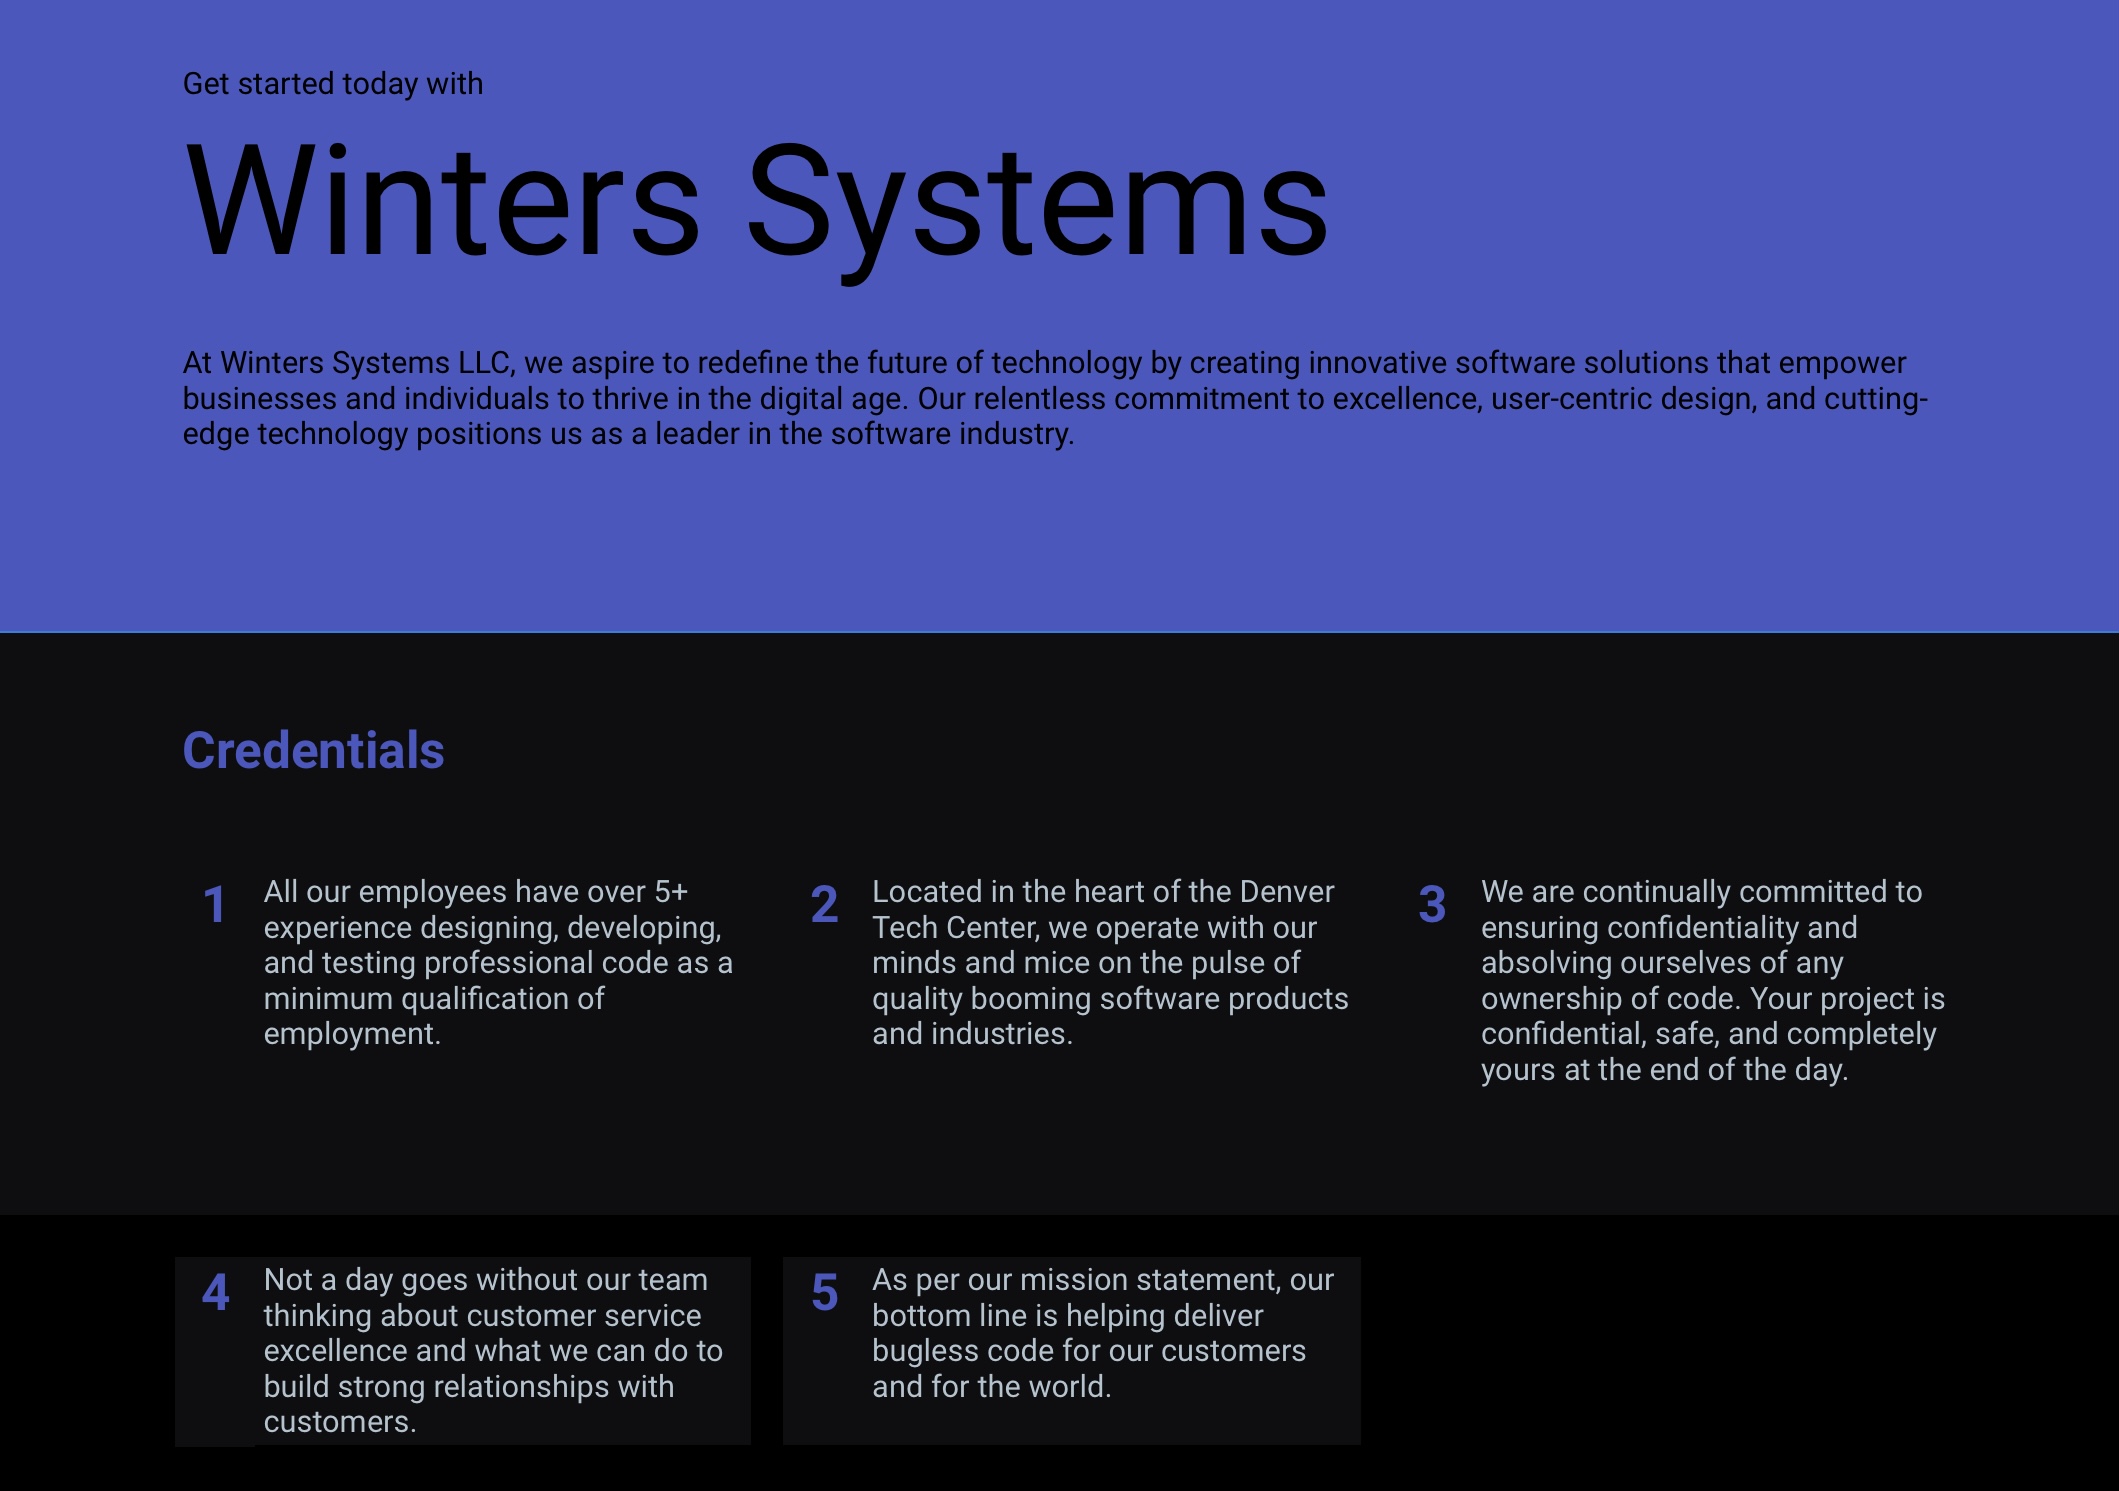 Get started today with
Winters Systems
At Winters Systems LLC, we aspire to redefine the future of technology by creating innovative software solutions that empower
businesses and individuals to thrive in the digital age. Our relentless commitment to excellence, user-centric design, and cutting-
edge technology positions us as a leader in the software industry.
Credentials
1
All our employees have over 5+
experience designing, developing,
and testing professional code as a
minimum qualification of
employment.
2
Located in the heart of the Denver
Tech Center, we operate with our
minds and mice on the pulse of
quality booming software products
and industries.
3
We are continually committed to
ensuring confidentiality and
absolving ourselves of any
ownership of code. Your project is
confidential, safe, and completely
yours at the end of the day.
4
Not a day goes without our team
thinking about customer service
excellence and what we can do to
build strong relationships with
customers.
5
As per our mission statement, our
bottom line is helping deliver
bugless code for our customers
and for the world.